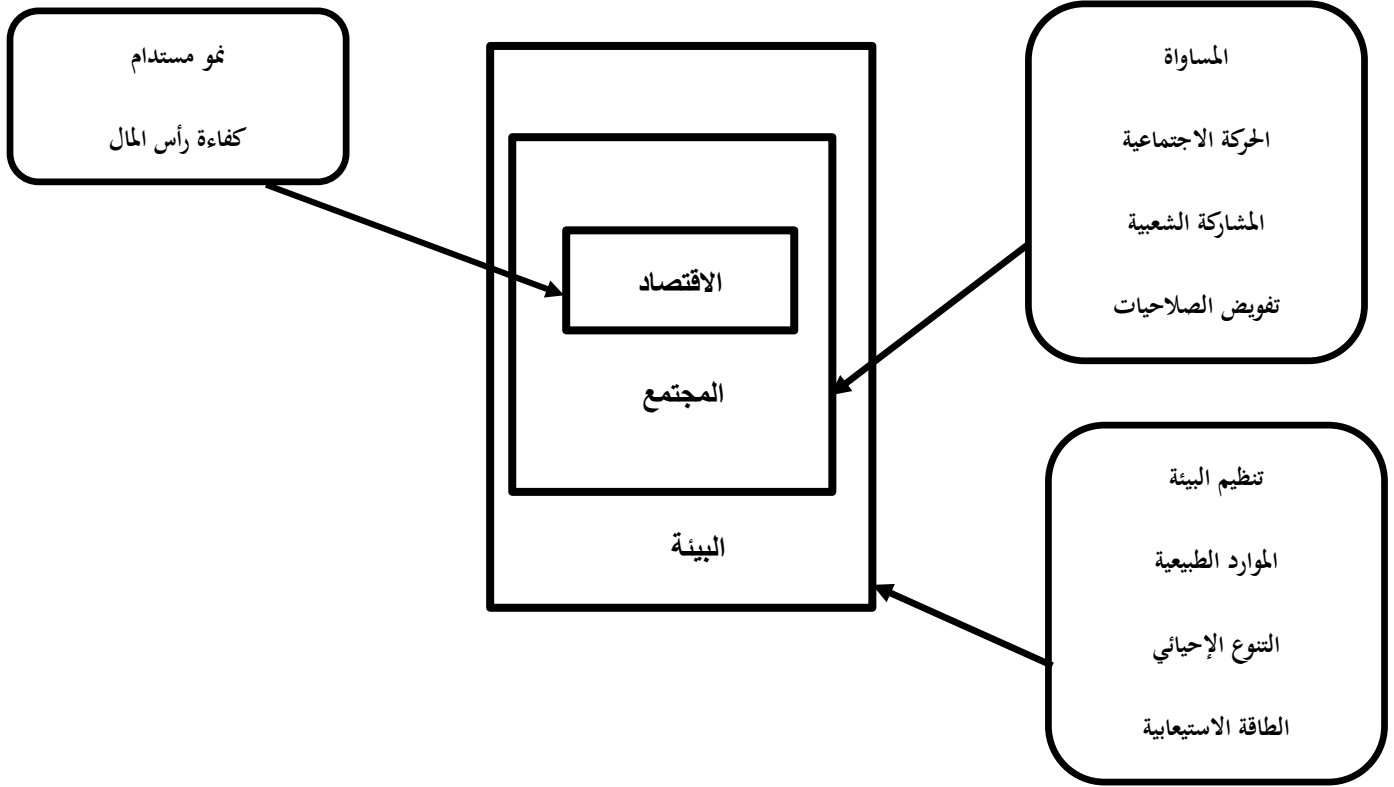 المساواة
الحركة الاجتماعية
المشاركة الشعبية
تفويض الصلاحيات
نمو مستدام
كفاءة رأس المال
الاقتصاد
المجتمع
البيئة
تنظيم البيئة
الموارد الطبيعية
التنوع الإحيائي
الطاقة الاستيعابية